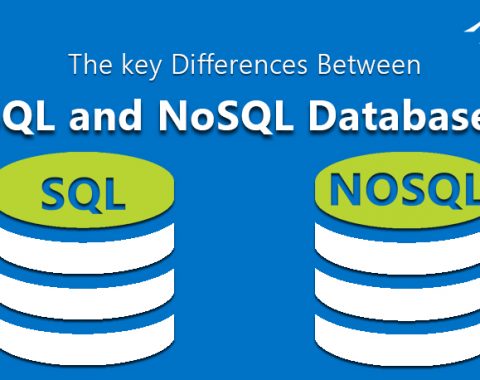 The key Differences Between
QL and NoSQL Database
SQL
NOSQL